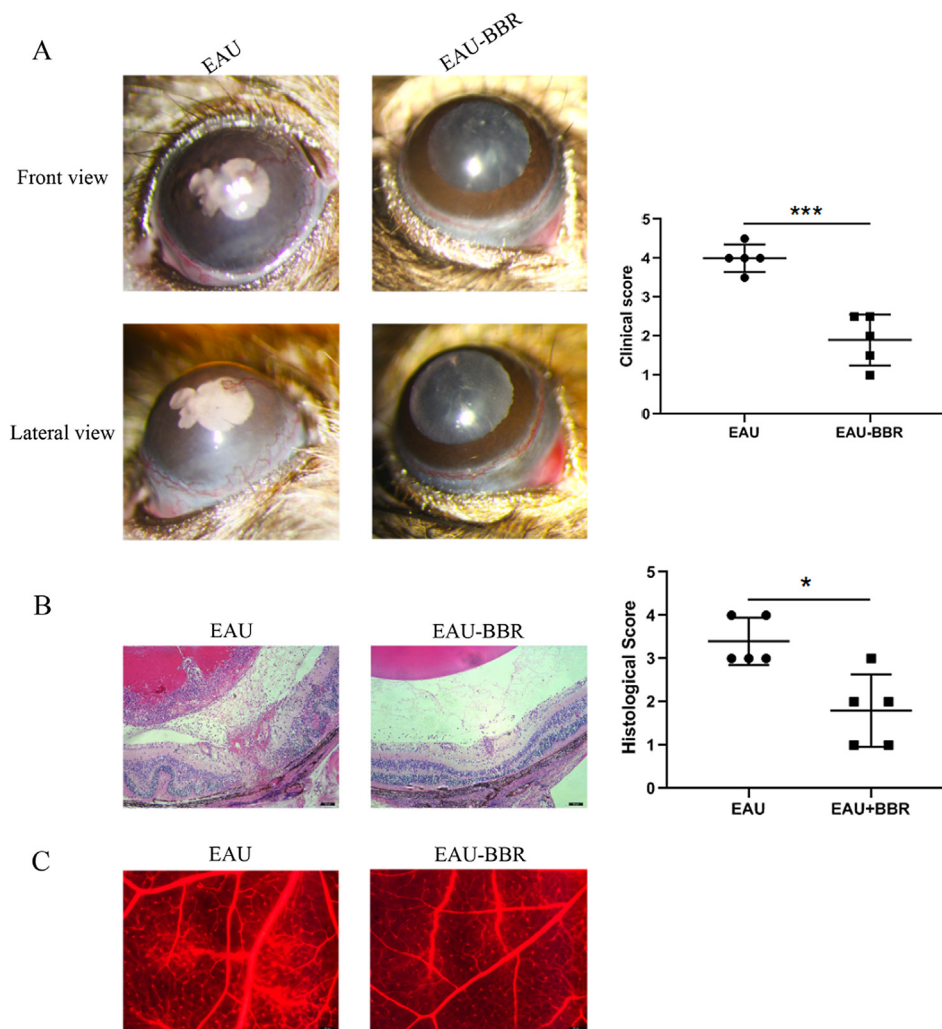 A
EAU
EAU-BBR
Front view
Lateral view
Clinical score
5
4
3
2
1
0
***
EAU
EAU-BBR
B
EAU
EAU-BBR
Histological Score
5
4
3
2
1
0
*
EAU
EAU+BBR
C
EAU
EAU-BBR